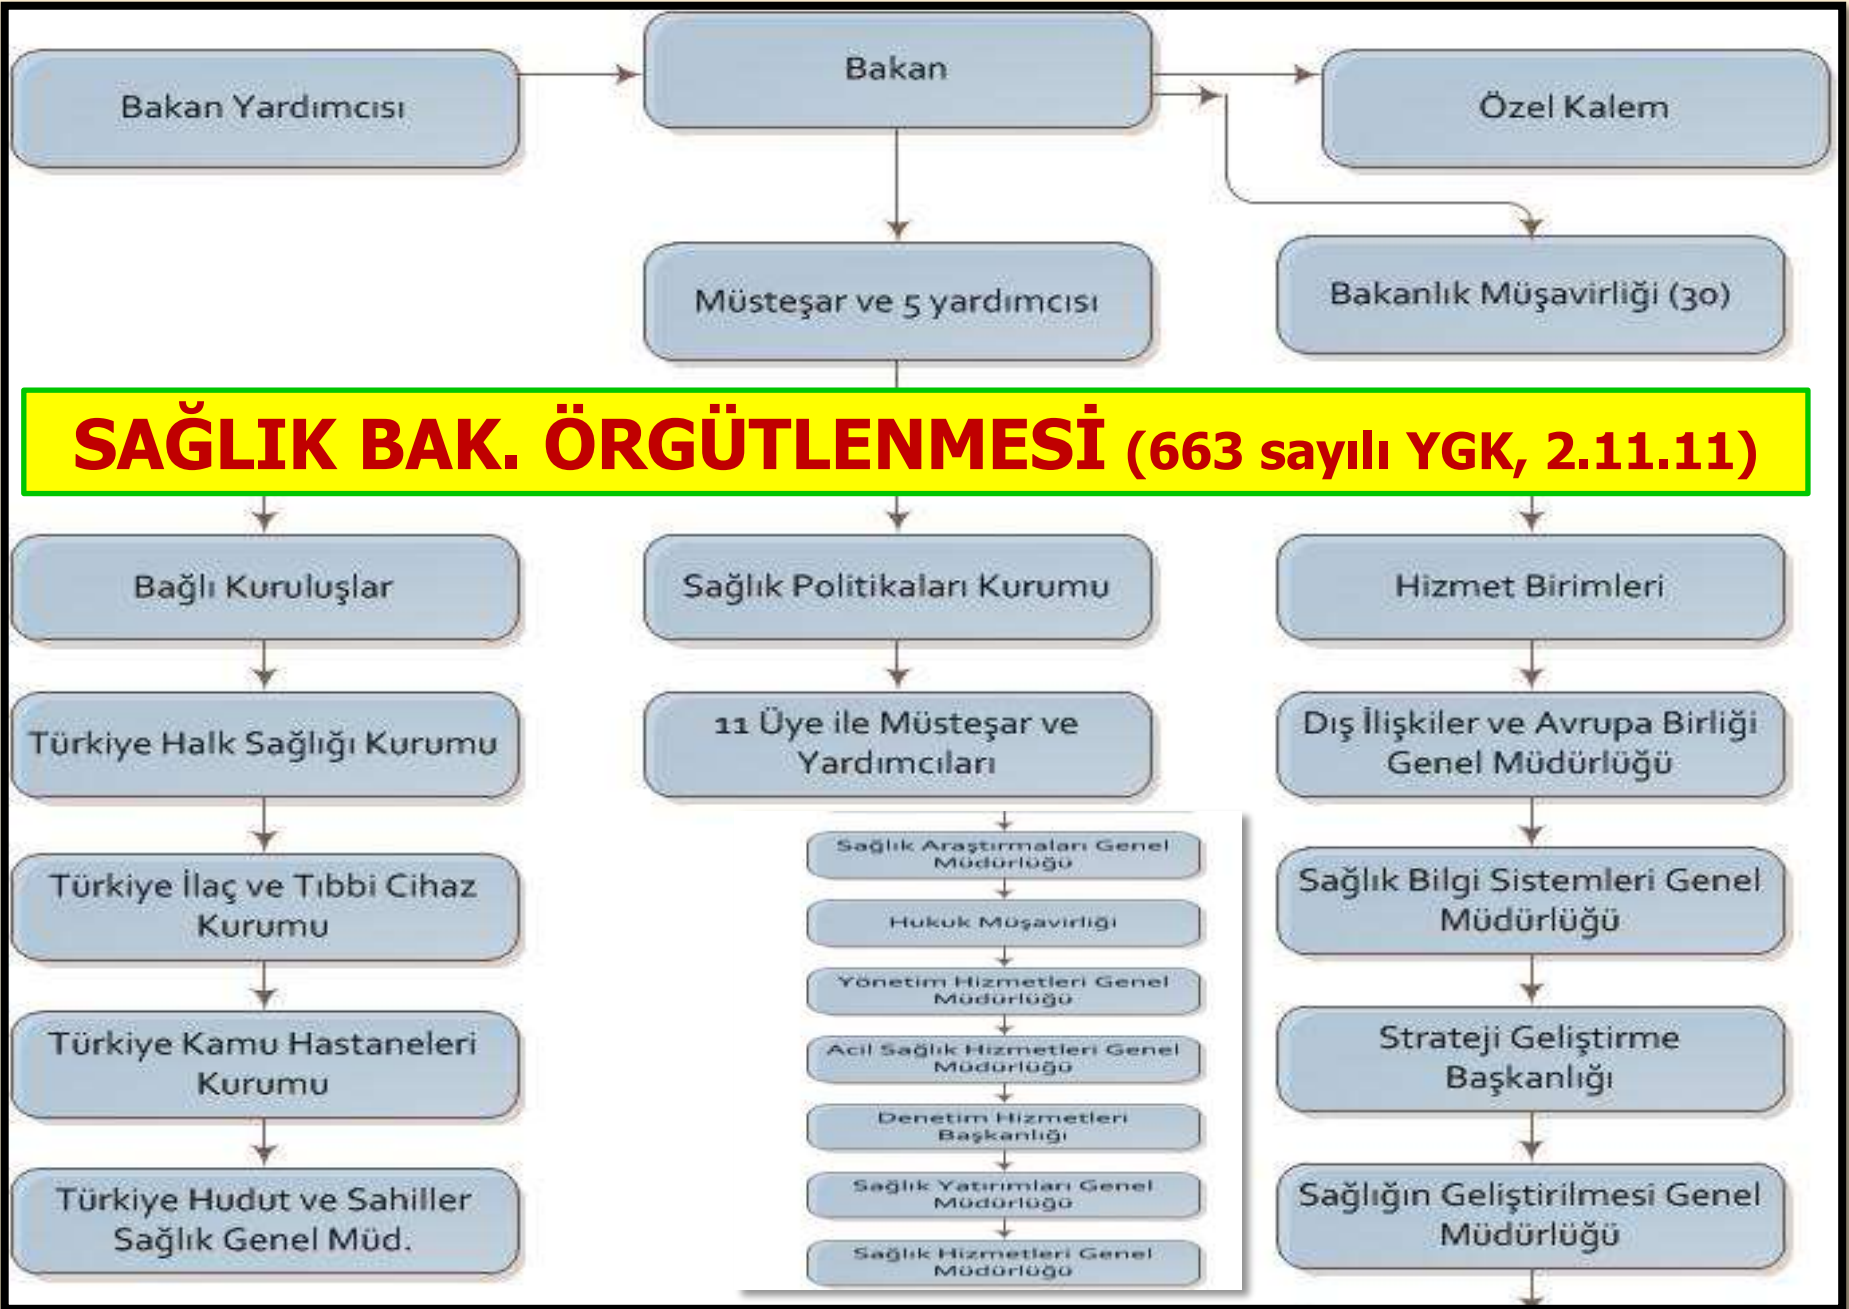 Bakan Yardımcısı
Bakan
Özel Kalem
Müsteşar ve 5 yardımcısı
Bakanlık Müşavirliği (30)
SAĞLIK BAK. ÖRGÜTLENMESİ (663 sayılı YGK, 2.11.11)
Bağlı Kuruluşlar
Türkiye Halk Sağlığı Kurumu
Türkiye İlaç ve Tıbbi Cihaz
Kurumu
Türkiye Kamu Hastaneleri
Kurumu
Türkiye Hudut ve Sahiller
Sağlık Genel Müd.
Sağlık Politikaları Kurumu
11 Üye ile Müsteşar ve
Yardımcıları
Sağlık Araştırmaları Genel
Müdürlüğü
Hukuk Müşavirliği
Yönetim Hizmetleri Genel
Müdürlüğü
Acil Sağlık Hizmetleri Genel
Müdürlüğü
Denetim Hizmetleri
Başkanlığı
Sağlık Yatırımları Genel
Müdürlüğü
Sağlık Hizmetleri Genel
Müdürlüğü
Hizmet Birimleri
Dış İlişkiler ve Avrupa Birliği
Genel Müdürlüğü
Sağlık Bilgi Sistemleri Genel
Müdürlüğü
Strateji Geliştirme
Başkanlığı
Sağlığın Geliştirilmesi Genel
Müdürlüğü